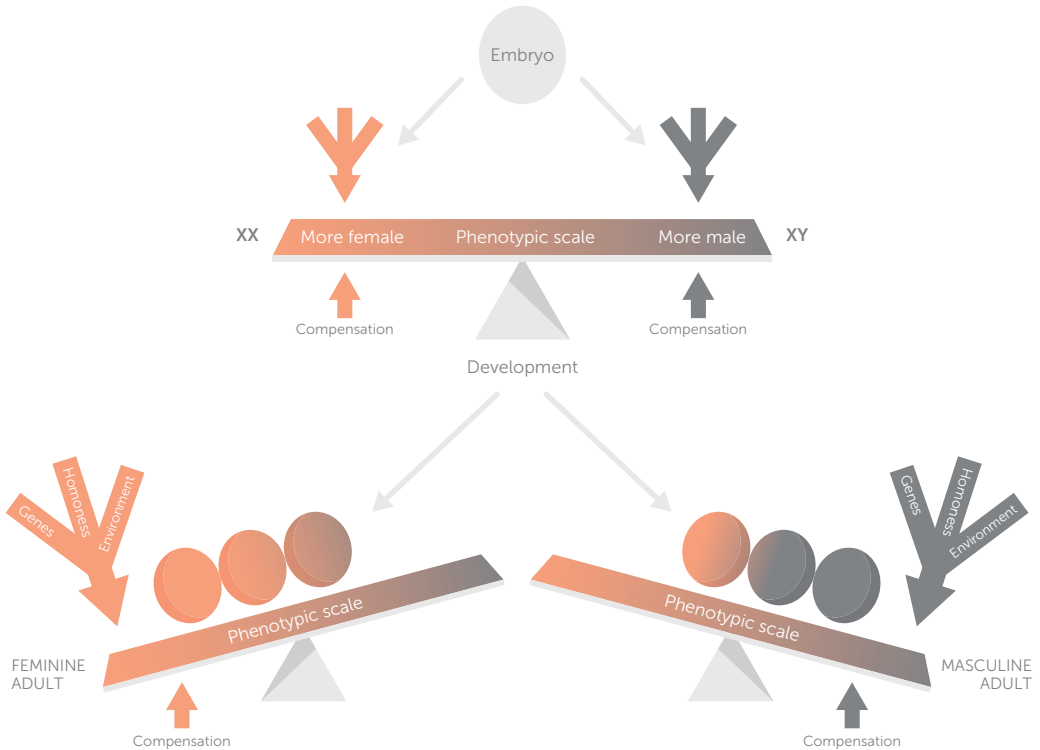 Embryo
XX
More female
Phenotypic scale
More male
XY
Compensation
Compensation
Development
Genes
Homoness
Environment
Phenotypic scale
FEMININE
ADULT
Compensation
Genes
Homoness
Environment
Phenotypic scale
MASCULINE
ADULT
Compensation